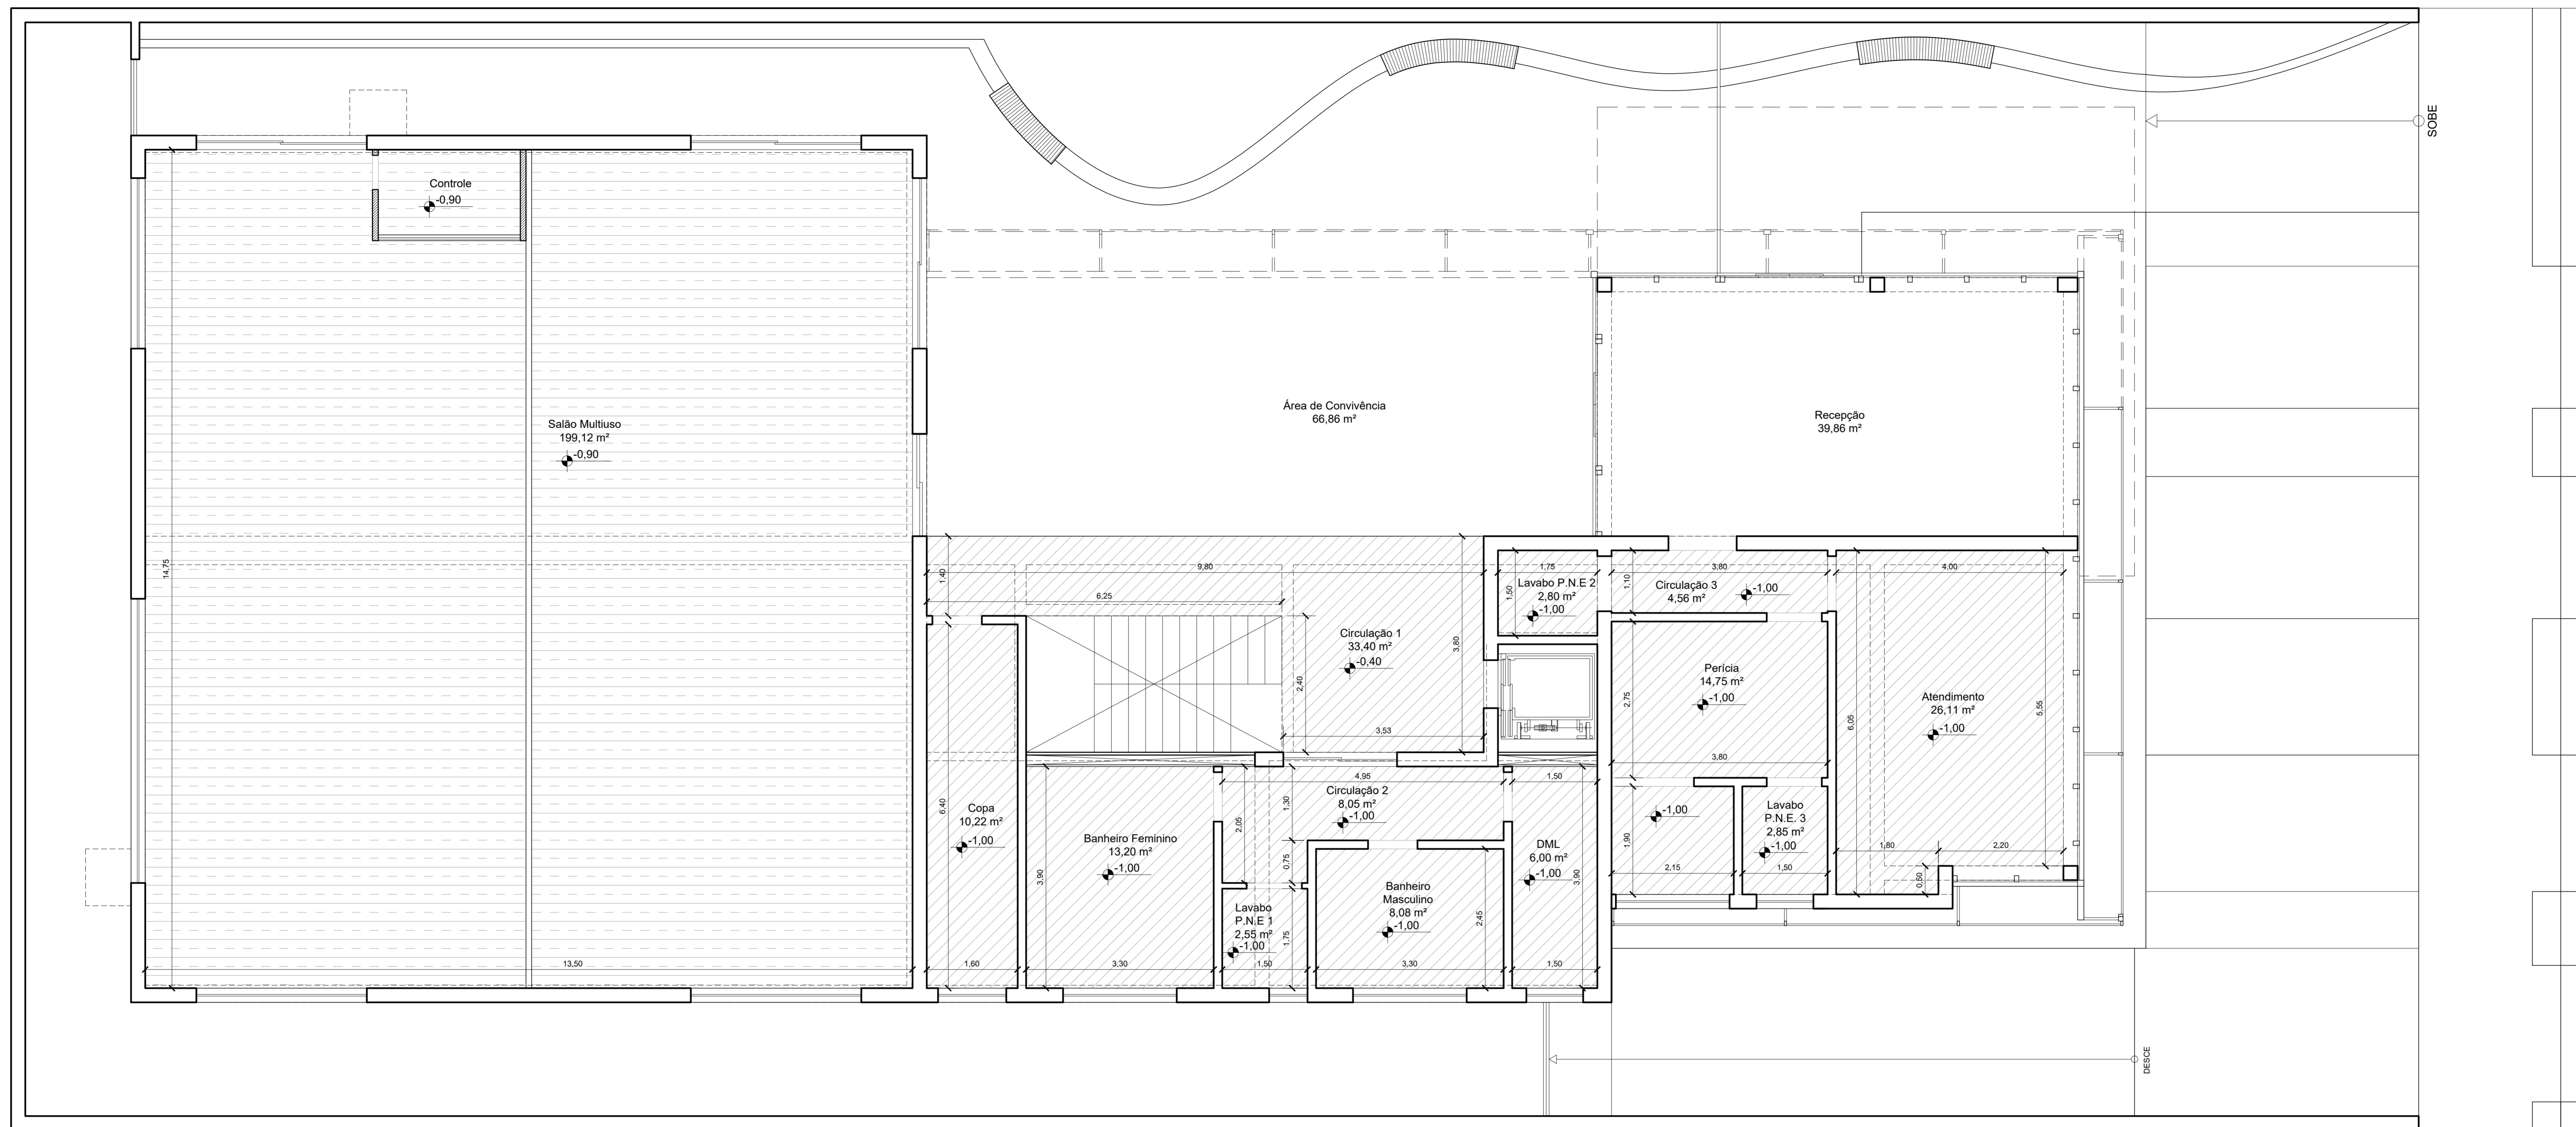 SOBE
Controle
-0,90
Área de Convivência
66,86 m²
Recepção
39,86 m²
Salão Multiuso
199,12 m²
-0,90
14,75
13,50
1,40
9,80
6,25
Circulação 1
33,40 m²
-0,40
3,80
2,40
3,53
1,75
Lavabo P.N.E 2
2,80 m²
-1,00
1,50
3,80
1,10
Circulação 3
4,56 m²
-1,00
4,00
Perícia
14,75 m²
-1,00
2,75
3,80
Atendimento
26,11 m²
-1,00
6,05
5,55
1,80
2,20
0,50
-1,00
1,90
2,15
Lavabo
P.N.E. 3
2,85 m²
-1,00
1,50
Copa
10,22 m²
-1,00
6,40
1,60
Banheiro Feminino
13,20 m²
-1,00
3,90
3,30
4,95
Circulação 2
8,05 m²
-1,00
1,30
2,05
0,75
Lavabo
P.N.E 1
2,55 m²
-1,00
1,75
1,50
Banheiro
Masculino
8,08 m²
-1,00
2,45
3,30
1,50
DML
6,00 m²
-1,00
3,90
1,50
DESCE